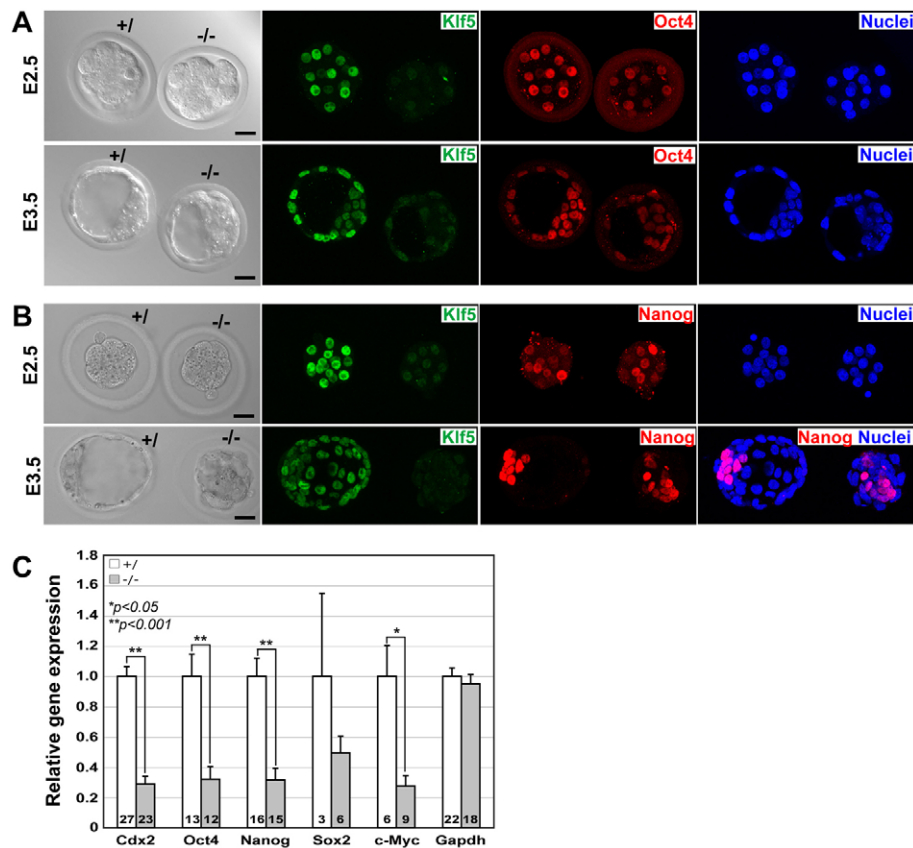 A
E2.5
+/
-/-
Klf5
Oct4
Nuclei
E3.5
+/
-/-
Klf5
Oct4
Nuclei
B
E2.5
+/
-/-
Klf5
Nanog
Nuclei
E3.5
+/
-/-
Klf5
Nanog
Nanog Nuclei
C
Relative gene expression
1.8
1.6
1.4
1.2
1.0
0.8
0.6
0.4
0.2
0
+/
-/-
*p<0.05
**p<0.001
** ** ** *
27 23 13 12 16 15 3 6 6 9 22 18
Cdx2 Oct4 Nanog Sox2 c-Myc Gapdh